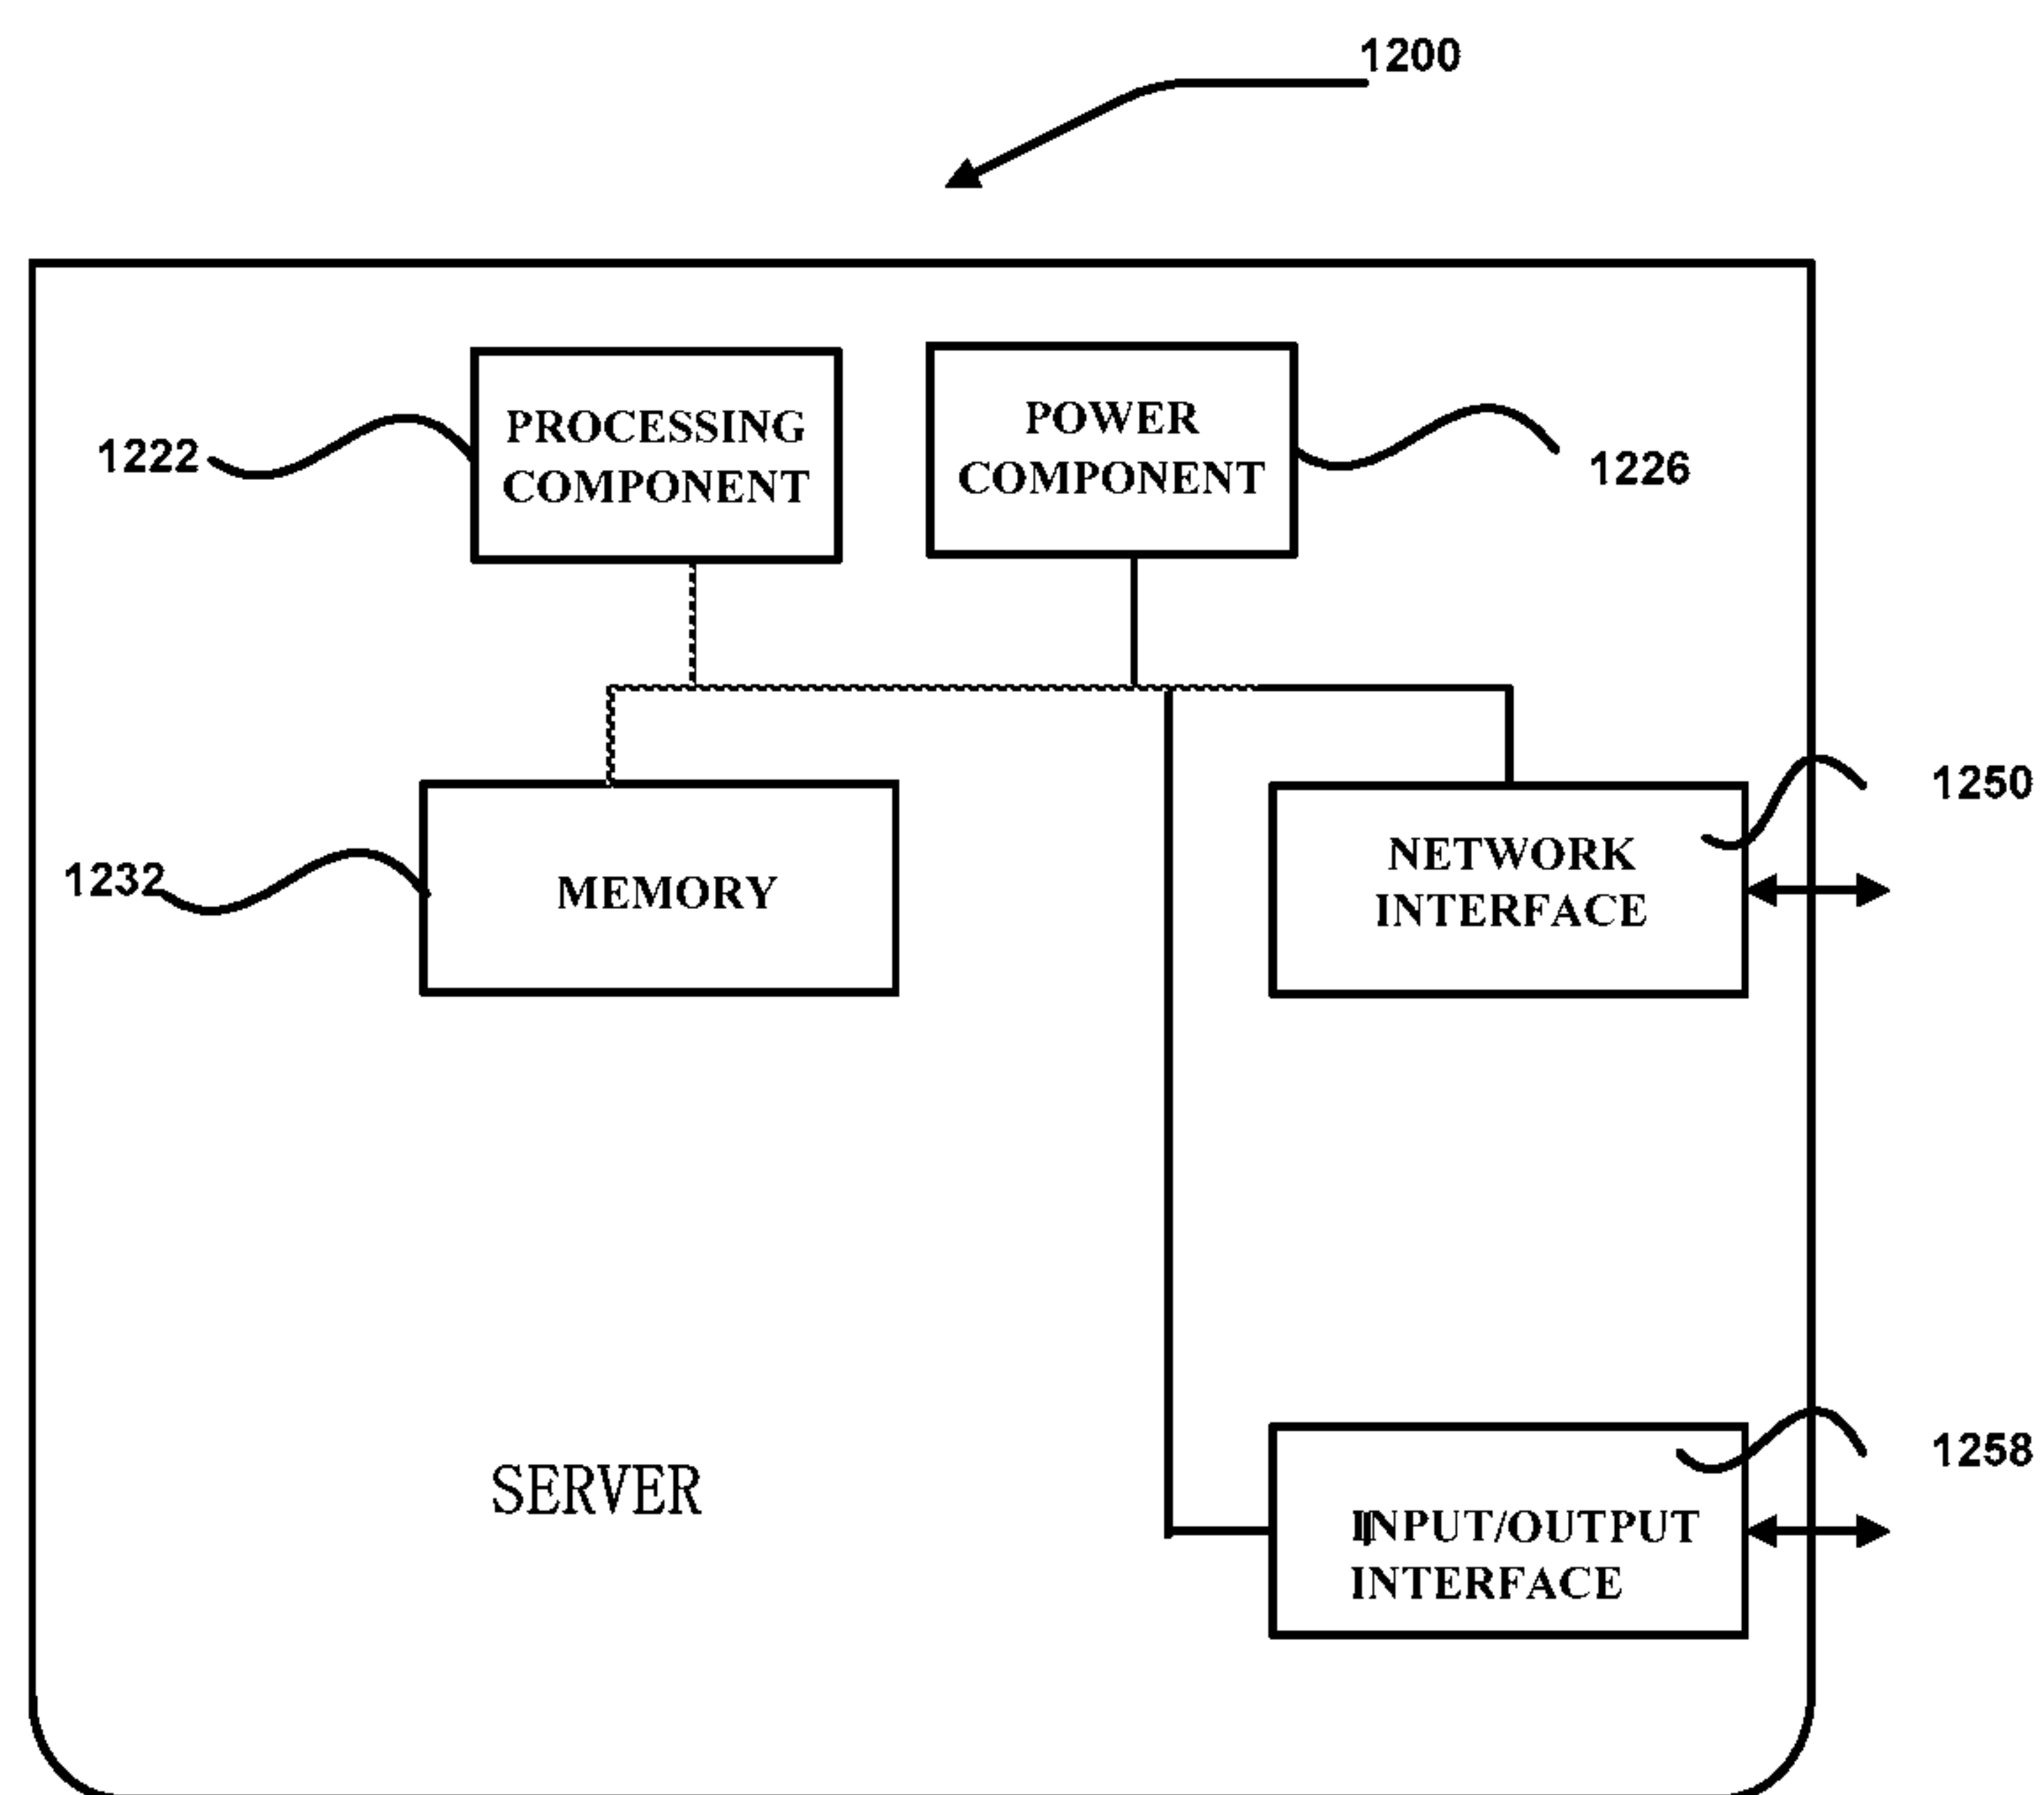 1200
PROCESSING
COMPONENT
POWER
COMPONENT
1222
1226
1250
NETWORK
INTERFACE
1232
MEMORY
1258
SERVER
INPUT/OUTPUT
INTERFACE